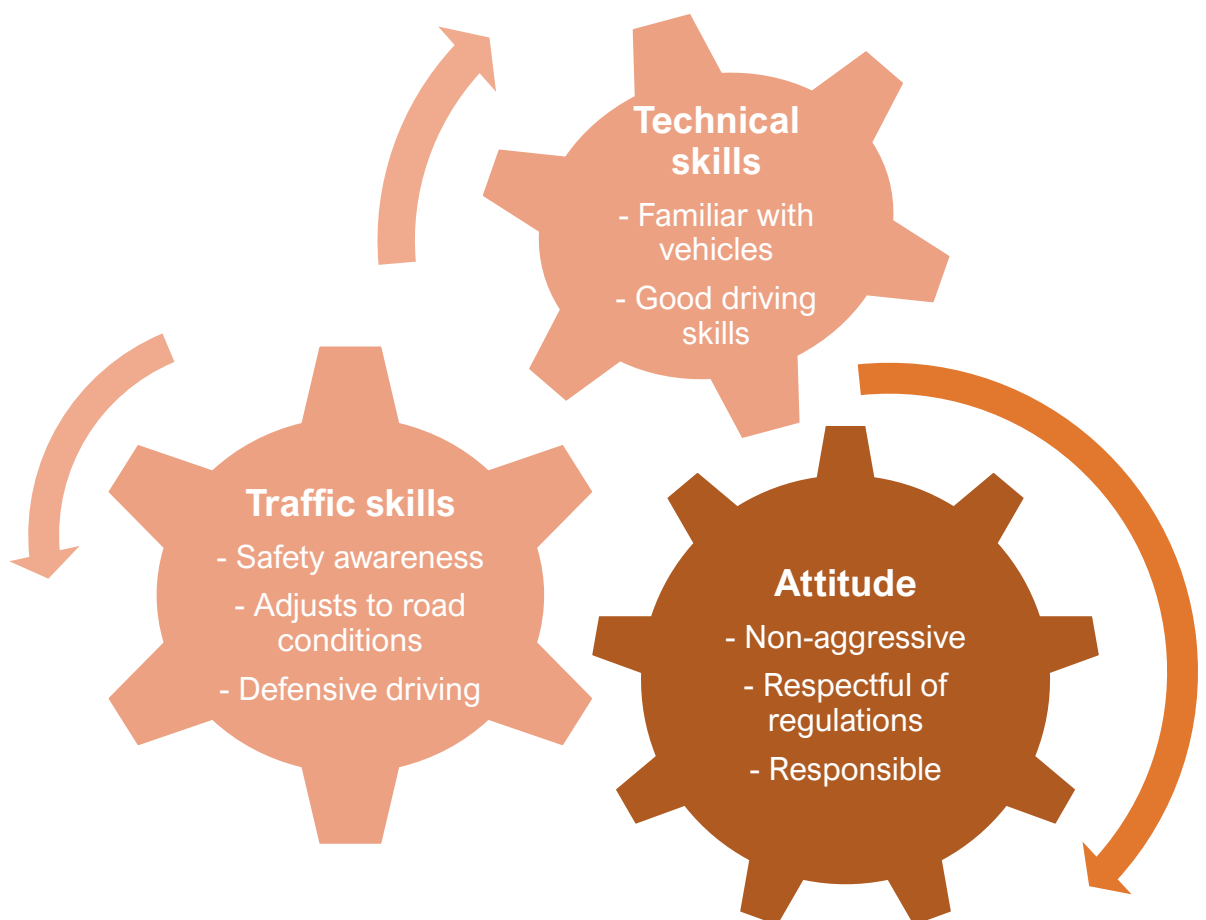 Technical
skills
- Familiar with
vehicles
- Good driving
skills
Traffic skills
- Safety awareness
- Adjusts to road
conditions
- Defensive driving
Attitude
- Non-aggressive
- Respectful of
regulations
- Responsible